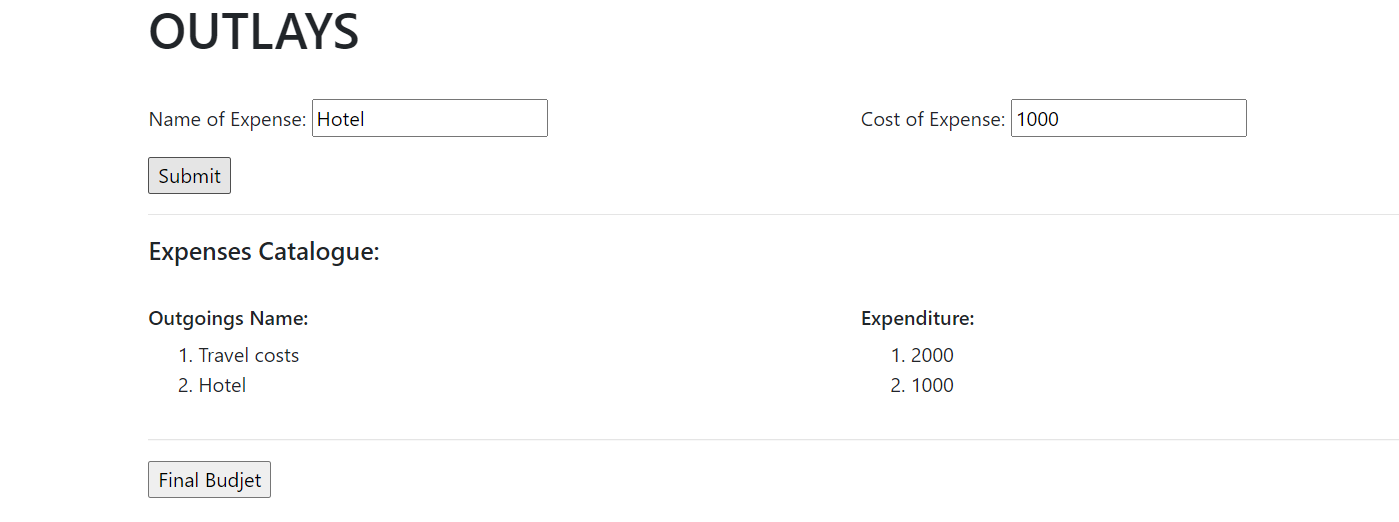 OUTLAYS
Name of Expense: Hotel Cost of Expense: 1000
Submit
Expenses Catalogue:
Outgoings Name: Expenditure:
1. Travel costs 1. 2000
2. Hotel 2. 1000
Final Budjet